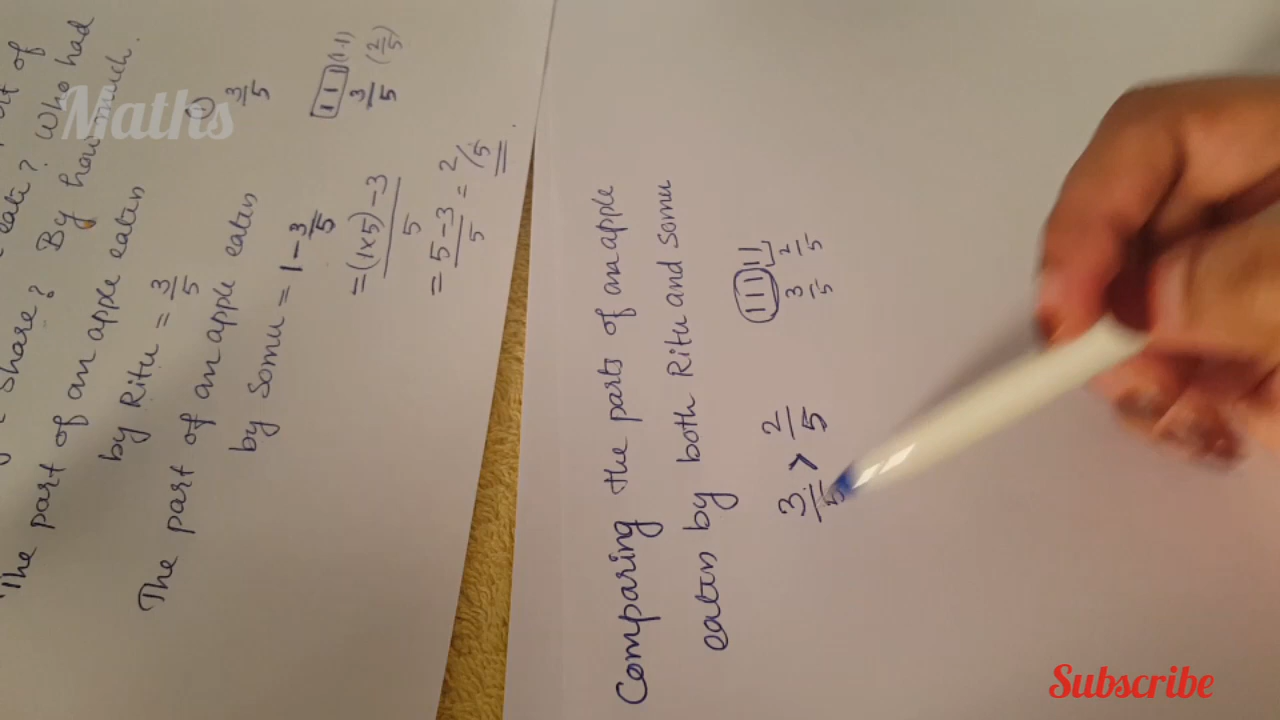 Maths
eate? Who had
share? By how much.
The part of an apple eaten
by Ritu = 3/5
The part of an apple eaten
by Somu = 1 - 3/5
= (1x5) - 3 / 5
= 5 - 3 / 5 = 2/5
① 3/5
3/5 (2/5)
Comparing the parts of an apple
eaten by both Ritu and Somu
3/5 > 2/5
3/5 2/5
Subscribe